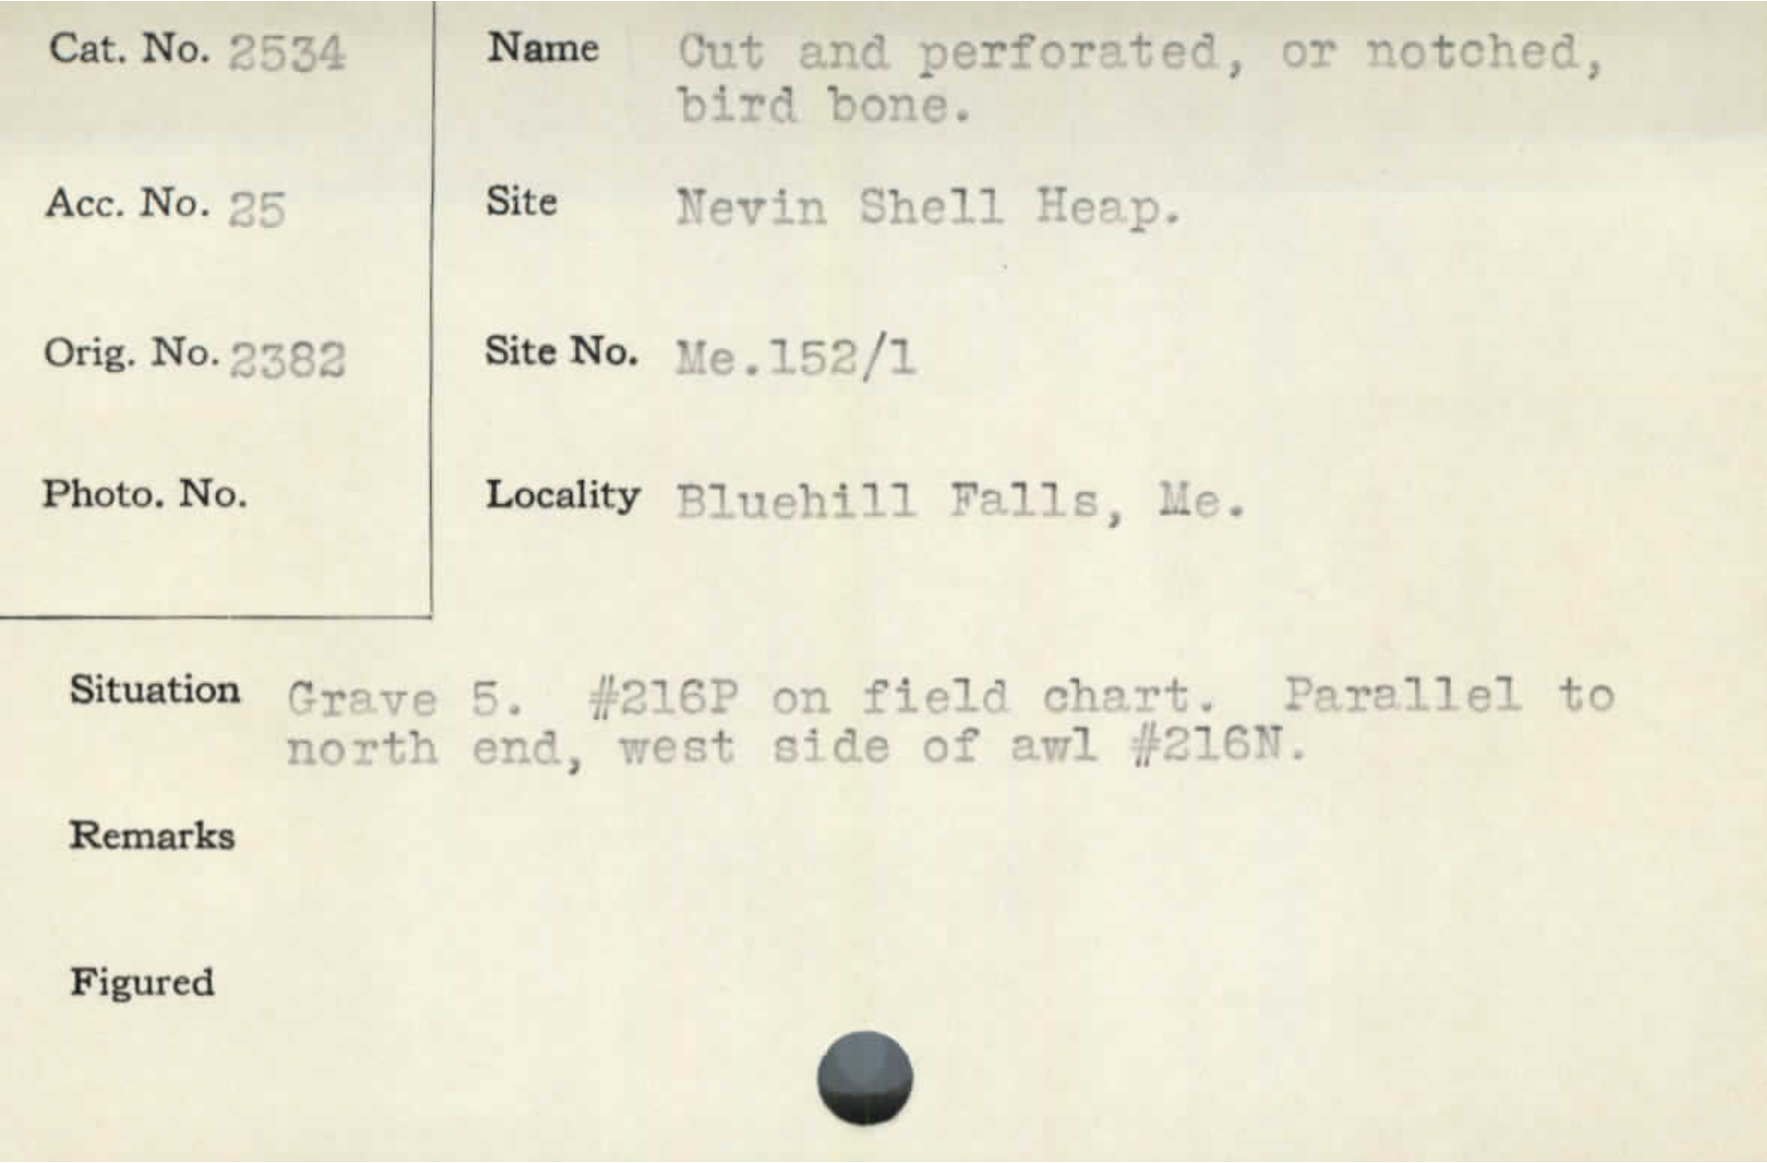 Cat. No. 2534
Name Cut and perforated, or notched,
bird bone.
Acc. No. 25
Site Nevin Shell Heap.
Orig. No. 2382
Site No. Me.152/1
Photo. No.
Locality Bluehill Falls, Me.
Situation Grave 5. #216P on field chart. Parallel to
north end, west side of awl #216N.
Remarks
Figured